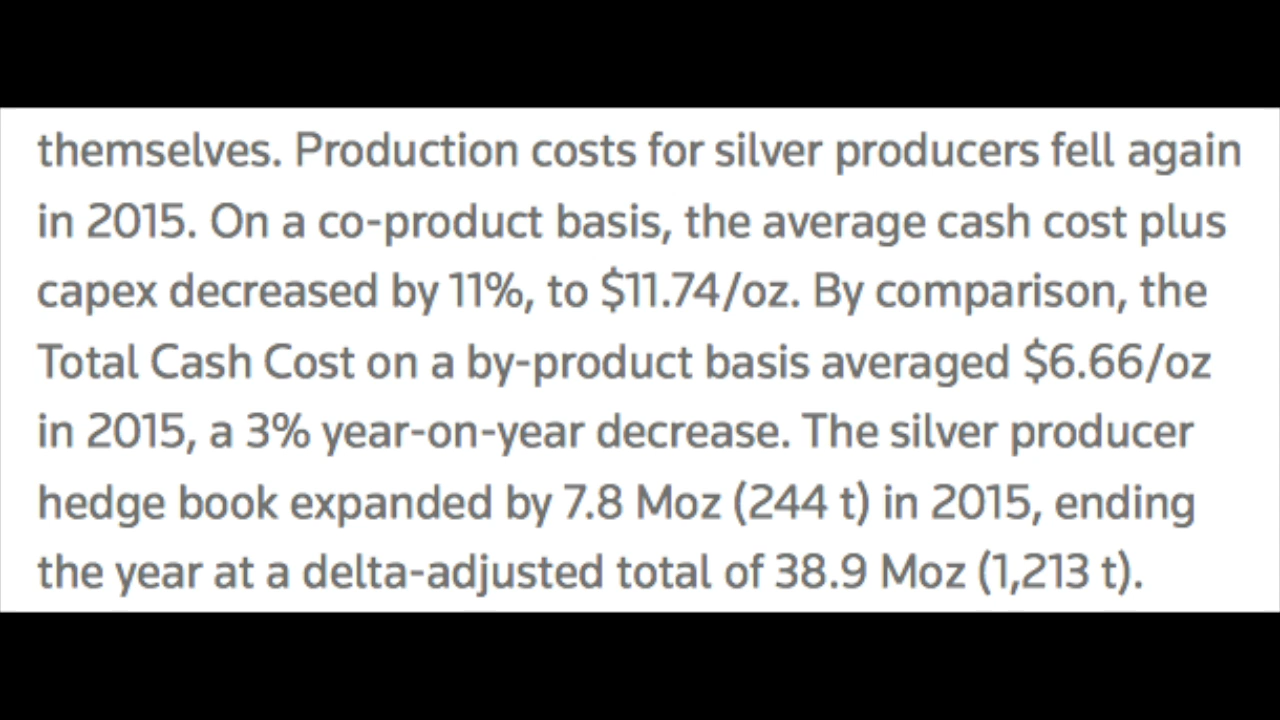 themselves. Production costs for silver producers fell again
in 2015. On a co-product basis, the average cash cost plus
capex decreased by 11%, to $11.74/oz. By comparison, the
Total Cash Cost on a by-product basis averaged $6.66/oz
in 2015, a 3% year-on-year decrease. The silver producer
hedge book expanded by 7.8 Moz (244 t) in 2015, ending
the year at a delta-adjusted total of 38.9 Moz (1,213 t).